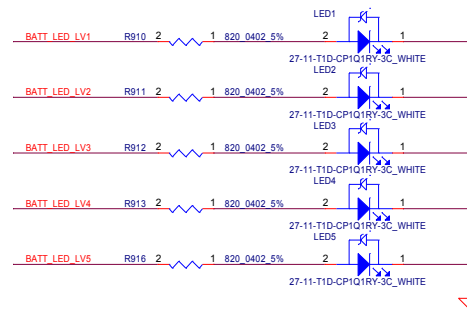 LED1
BATT_LED_LV1 R910 2 1 820_0402_5% 2 1
27-11-T1D-CP1Q1RY-3C_WHITE
LED2
BATT_LED_LV2 R911 2 1 820_0402_5% 2 1
27-11-T1D-CP1Q1RY-3C_WHITE
LED3
BATT_LED_LV3 R912 2 1 820_0402_5% 2 1
27-11-T1D-CP1Q1RY-3C_WHITE
LED4
BATT_LED_LV4 R913 2 1 820_0402_5% 2 1
27-11-T1D-CP1Q1RY-3C_WHITE
LED5
BATT_LED_LV5 R916 2 1 820_0402_5% 2 1
27-11-T1D-CP1Q1RY-3C_WHITE